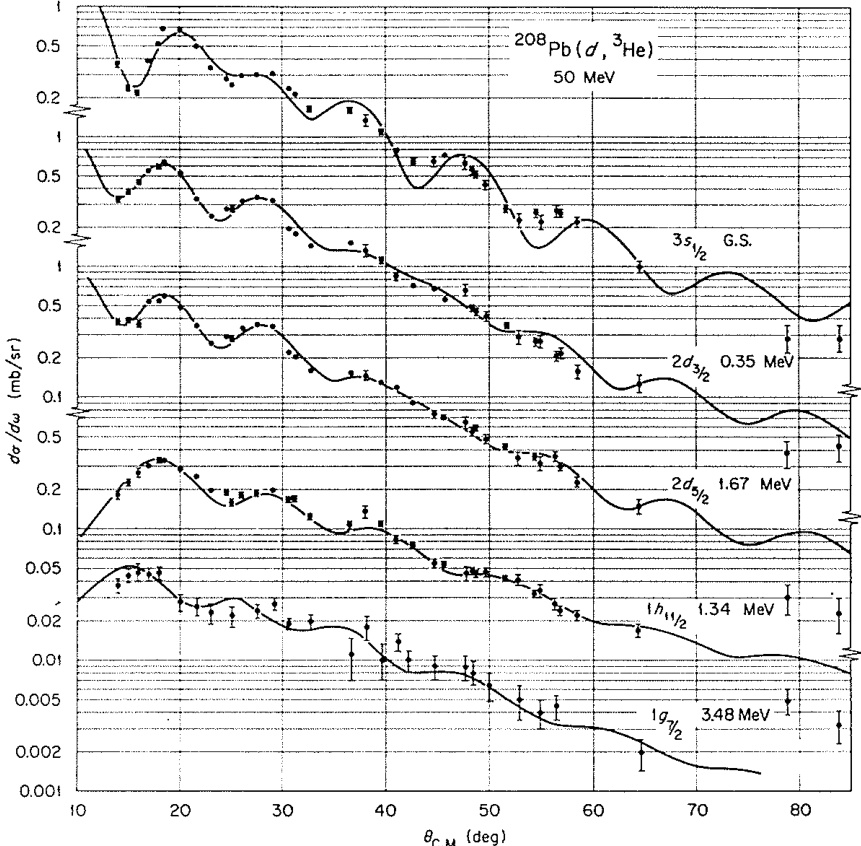 1
0.5
0.2
1
0.5
0.2
1
0.5
0.2
0.1
0.5
0.2
0.1
0.05
0.02
0.01
0.005
0.002
0.001
dσ/dω (mb/sr)
²⁰⁸Pb(d, ³He)
50 MeV
3s₁/₂ G.S.
2d₃/₂ 0.35 MeV
2d₅/₂ 1.67 MeV
1h₁₁/₂ 1.34 MeV
1g₇/₂ 3.48 MeV
10 20 30 40 50 60 70 80
θC.M. (deg)